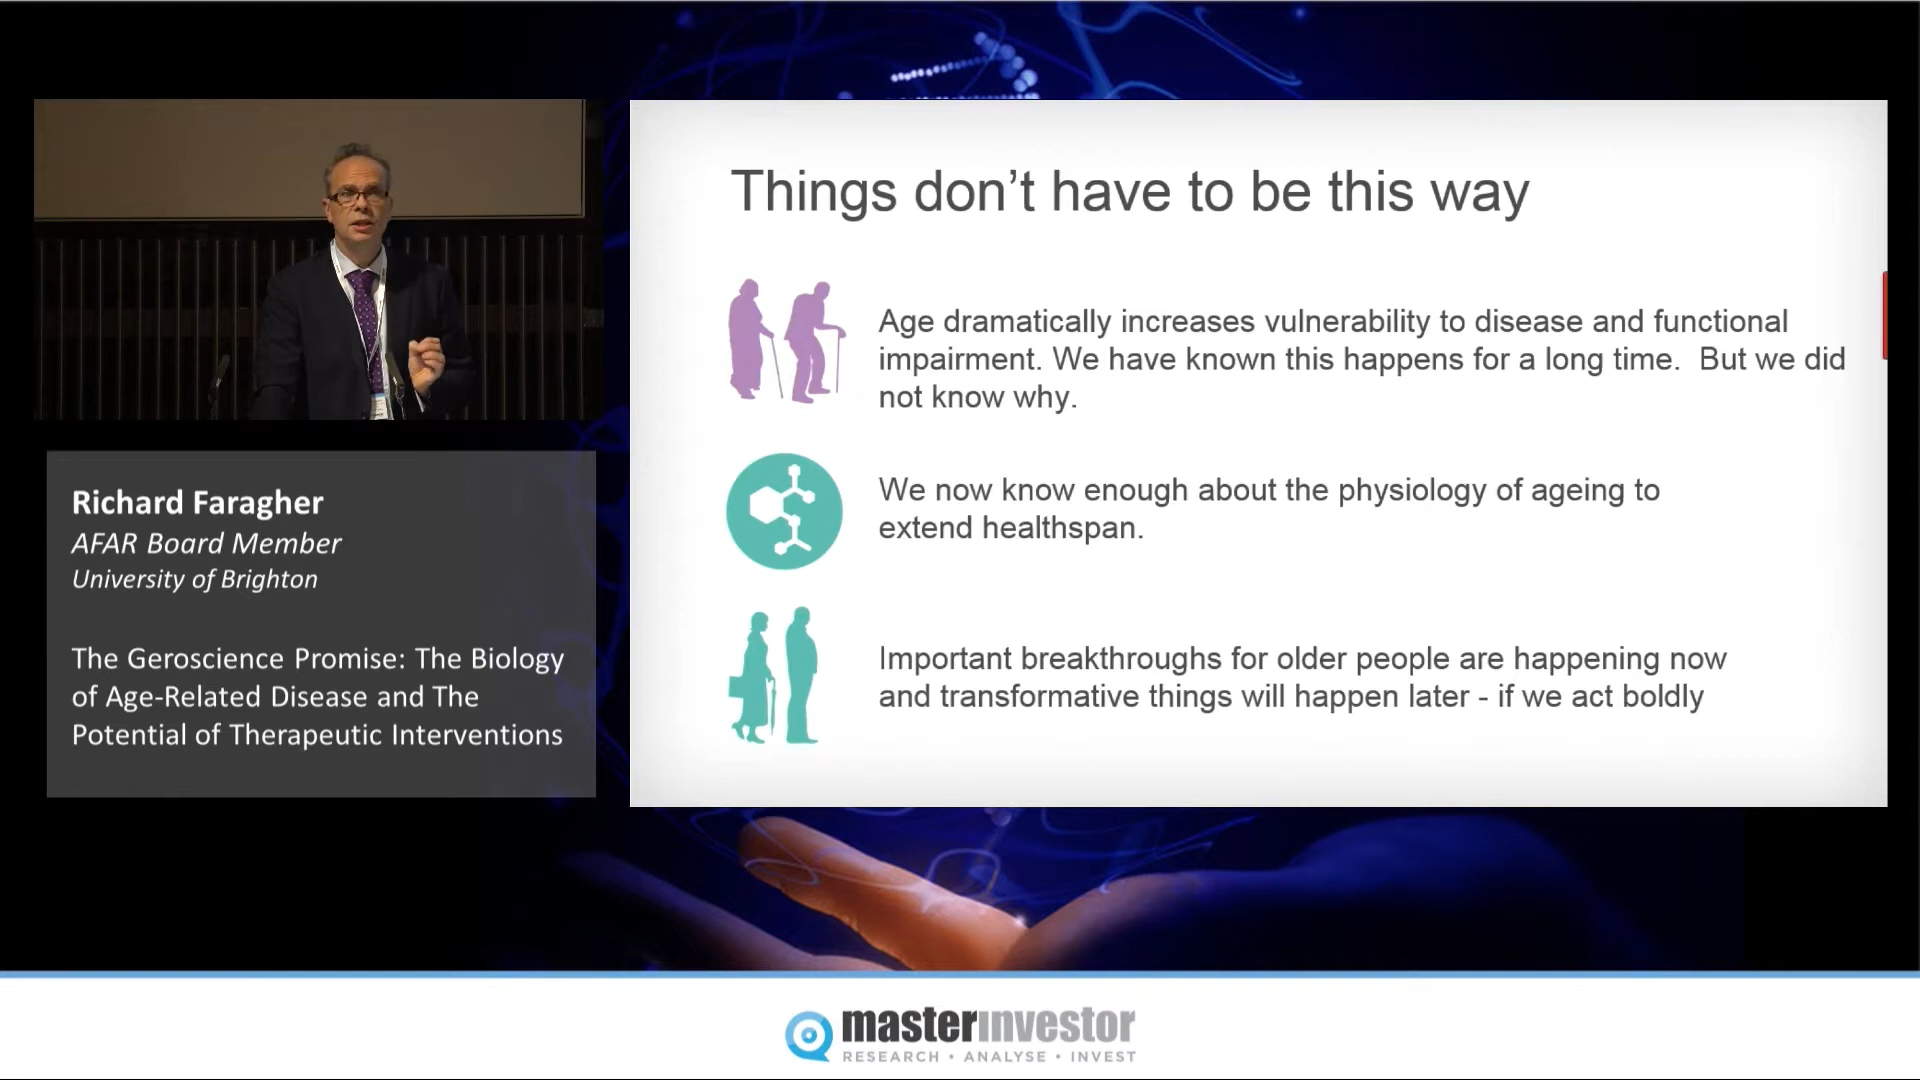 Things don't have to be this way
Age dramatically increases vulnerability to disease and functional
impairment. We have known this happens for a long time.  But we did
not know why.
We now know enough about the physiology of ageing to
extend healthspan.
Important breakthroughs for older people are happening now
and transformative things will happen later - if we act boldly
Richard Faragher
AFAR Board Member
University of Brighton
The Geroscience Promise: The Biology
of Age-Related Disease and The
Potential of Therapeutic Interventions
masterinvestor
RESEARCH • ANALYSE • INVEST